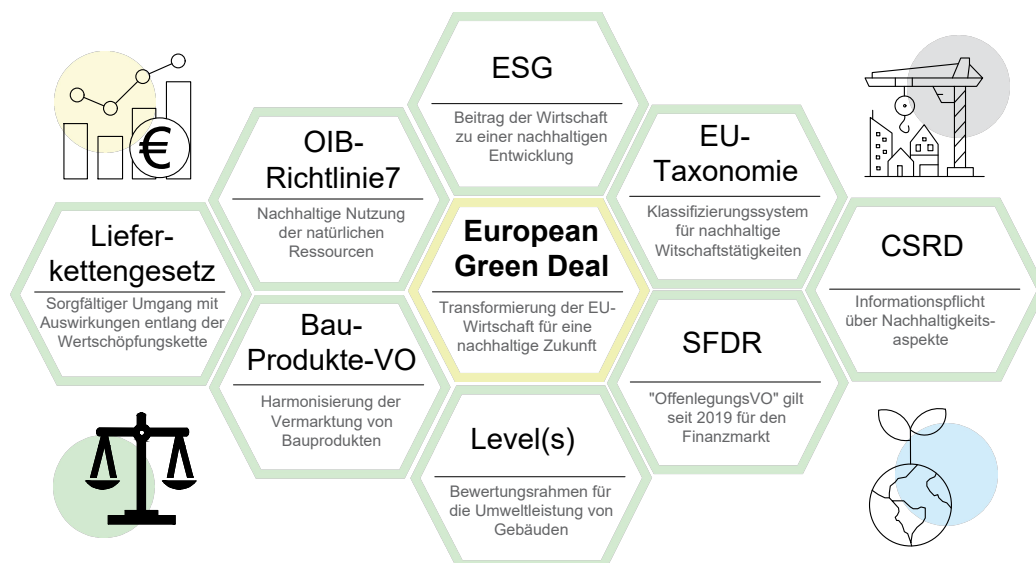 ESG
Beitrag der Wirtschaft
zu einer nachhaltigen
Entwicklung
OIB-
Richtlinie7
Nachhaltige Nutzung
der natürlichen
Ressourcen
EU-
Taxonomie
Klassifizierungssystem
für nachhaltige
Witschaftstätigkeiten
Liefer-
kettengesetz
Sorgfältiger Umgang mit
Auswirkungen entlang der
Wertschöpfungskette
European
Green Deal
Transformierung der EU-
Wirtschaft für eine
nachhaltige Zukunft
CSRD
Informationspflicht
über Nachhaltigkeits-
aspekte
Bau-
Produkte-VO
Harmonisierung der
Vermarktung von
Bauprodukten
SFDR
"OffenlegungsVO" gilt
seit 2019 für den
Finanzmarkt
Level(s)
Bewertungsrahmen für
die Umweltleistung von
Gebäuden
€